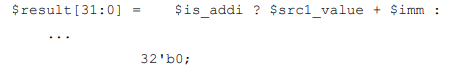 $result[31:0] = $is_addi ? $src1_value + $imm :
...
32'b0;